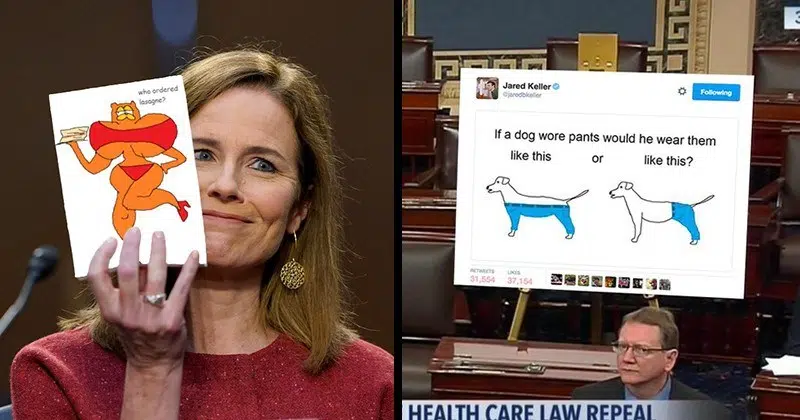 who ordered
lasagna?
Jared Keller
@jaredbkeller
Following
If a dog wore pants would he wear them
like this or like this?
RETWEETS LIKES
31,554 37,154
HEALTH CARE LAW REPEAL